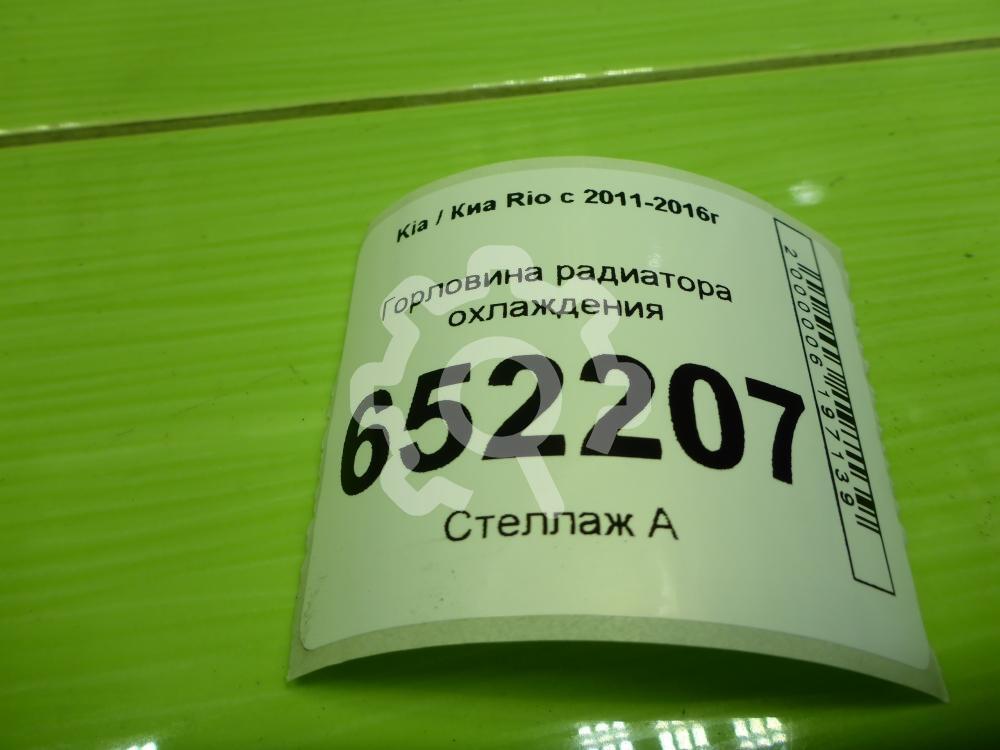 Kia / Киа Rio с 2011-2016г
Горловина радиатора
охлаждения
652207
Стеллаж А
2000006197139